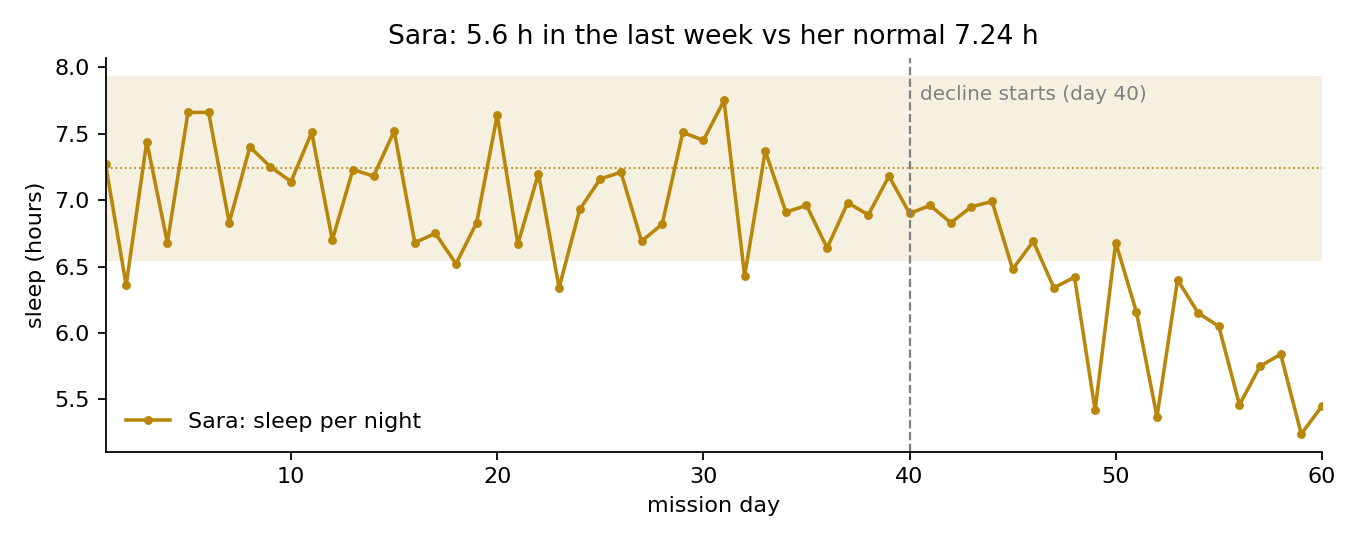 Sara: 5.6 h in the last week vs her normal 7.24 h
8.0
7.5
7.0
6.5
6.0
5.5
sleep (hours)
decline starts (day 40)
Sara: sleep per night
10
20
30
40
50
60
mission day